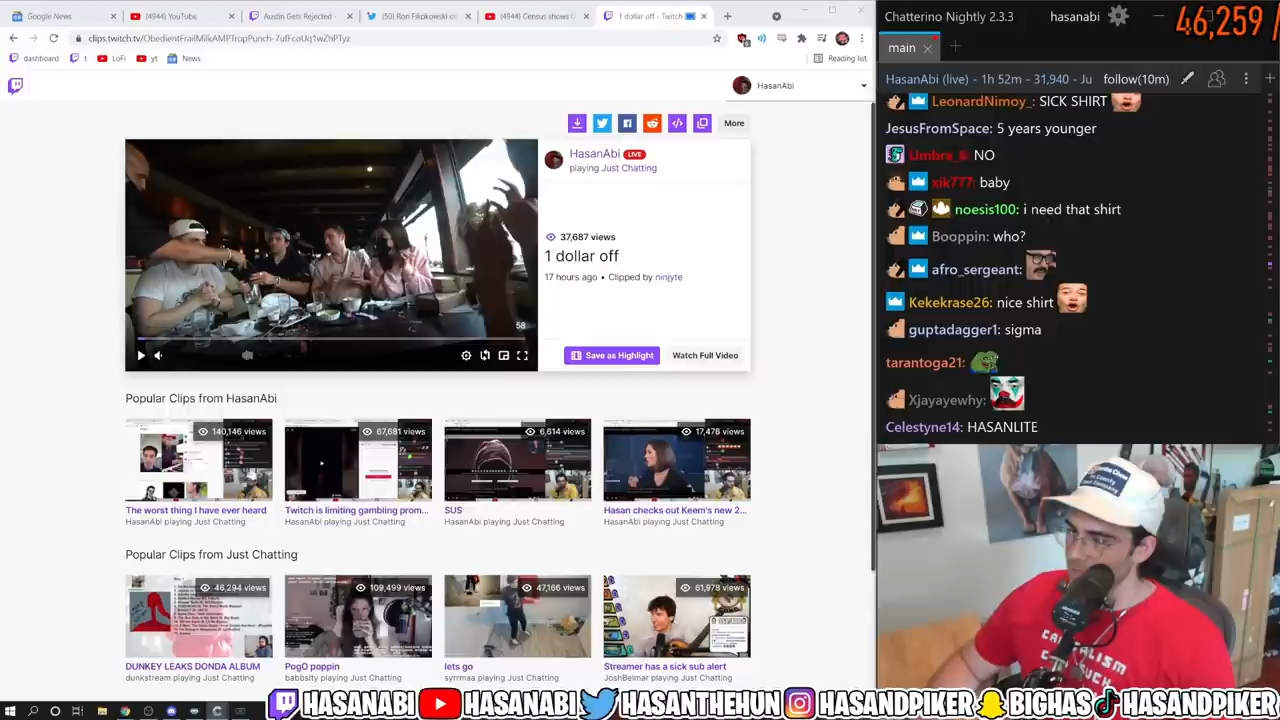 Google News
(4944) YouTube
Austin Gets Rejected -
(50) Ron Filipkowski on
(4944) Census shows U
1 dollar off - Twitch
clips.twitch.tv/ObedientFrailMilkAMPTropPunch-7ufFcoUq1wZhPTyz
dashboard
t
LoFi
yt
News
Reading list
HasanAbi
More
HasanAbi LIVE
playing Just Chatting
37,687 views
1 dollar off
17 hours ago • Clipped by ninjyte
58
Save as Highlight
Watch Full Video
Popular Clips from HasanAbi
140,146 views
67,681 views
6,614 views
17,476 views
The worst thing I have ever heard
Twitch is limiting gambling prom...
SUS
Hasan checks out Keem's new 2...
HasanAbi playing Just Chatting
HasanAbi playing Just Chatting
HasanAbi playing Just Chatting
HasanAbi playing Just Chatting
Popular Clips from Just Chatting
46,294 views
109,499 views
47,166 views
61,978 views
DUNKEY LEAKS DONDA ALBUM
PogO poppin
lets go
Streamer has a sick sub alert
dunkstream playing Just Chatting
babbsity playing Just Chatting
syrrmaa playing Just Chatting
JoshBeimar playing Just Chatting
Chatterino Nightly 2.3.3
hasanabi
46,259 /
main
HasanAbi (live) - 1h 52m - 31,940 - Ju
follow(10m)
LeonardNimoy_: SICK SHIRT
JesusFromSpace: 5 years younger
NO
xik777: baby
noesis100: i need that shirt
Booppin: who?
afro_sergeant:
Kekekrase26: nice shirt
guptadagger1: sigma
tarantoga21:
Xjayayewhy:
Celestyne14: HASANLITE
HASANABI
HASANABI
HASANTHEHUN
HASANDPIKER
BIGHAS
HASANDPIKER